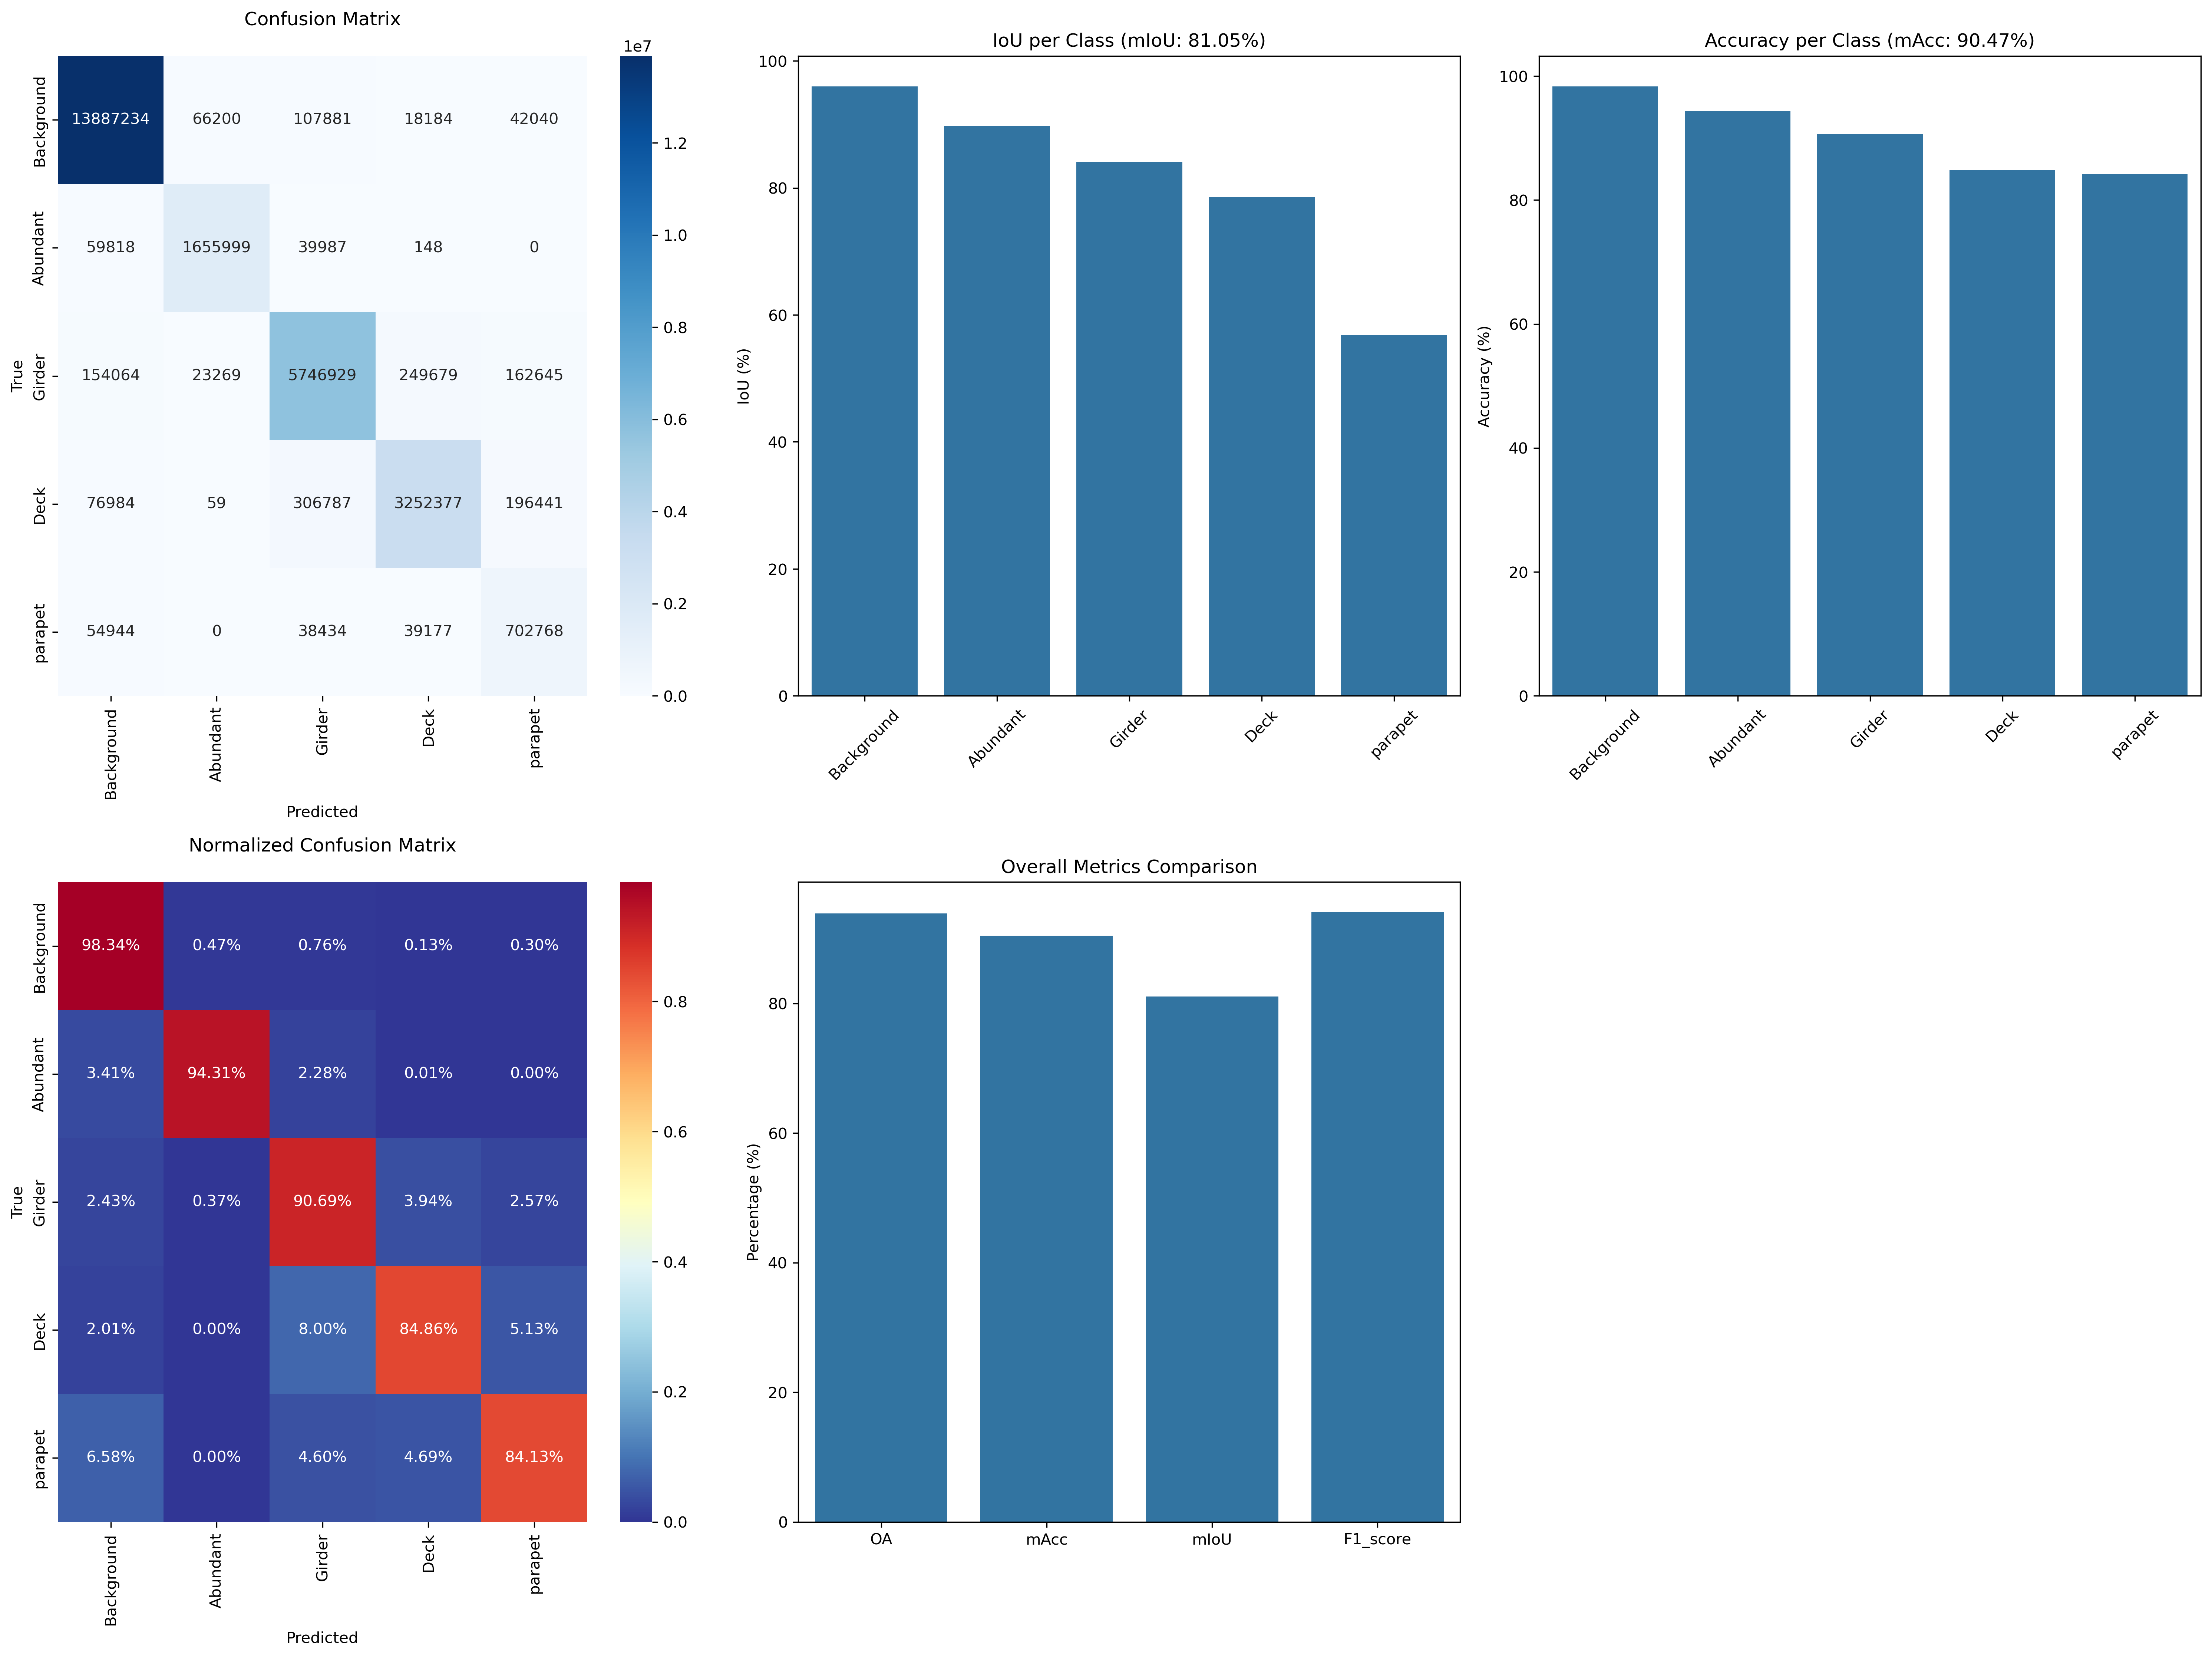 Confusion Matrix
1e7
True
Background 13887234 66200 107881 18184 42040
Abundant 59818 1655999 39987 148 0
Girder 154064 23269 5746929 249679 162645
Deck 76984 59 306787 3252377 196441
parapet 54944 0 38434 39177 702768
Background Abundant Girder Deck parapet
Predicted
1.2
1.0
0.8
0.6
0.4
0.2
0.0
IoU per Class (mIoU: 81.05%)
IoU (%)
100
80
60
40
20
0
Background Abundant Girder Deck parapet
Accuracy per Class (mAcc: 90.47%)
Accuracy (%)
100
80
60
40
20
0
Background Abundant Girder Deck parapet
Normalized Confusion Matrix
True
Background 98.34% 0.47% 0.76% 0.13% 0.30%
Abundant 3.41% 94.31% 2.28% 0.01% 0.00%
Girder 2.43% 0.37% 90.69% 3.94% 2.57%
Deck 2.01% 0.00% 8.00% 84.86% 5.13%
parapet 6.58% 0.00% 4.60% 4.69% 84.13%
Background Abundant Girder Deck parapet
Predicted
0.8
0.6
0.4
0.2
0.0
Overall Metrics Comparison
Percentage (%)
80
60
40
20
0
OA mAcc mIoU F1_score